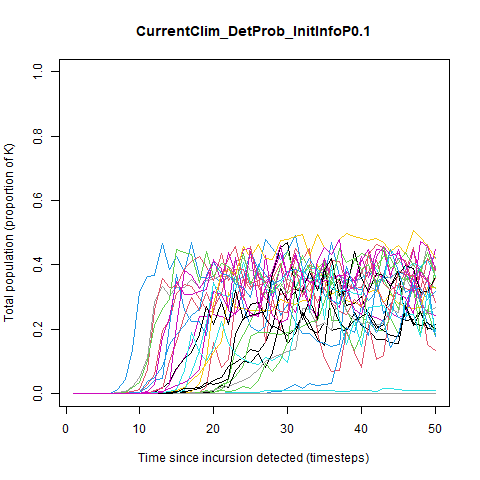 CurrentClim_DetProb_InitInfoP0.1
Total population (proportion of K)
1.0
0.8
0.6
0.4
0.2
0.0
0 10 20 30 40 50
Time since incursion detected (timesteps)